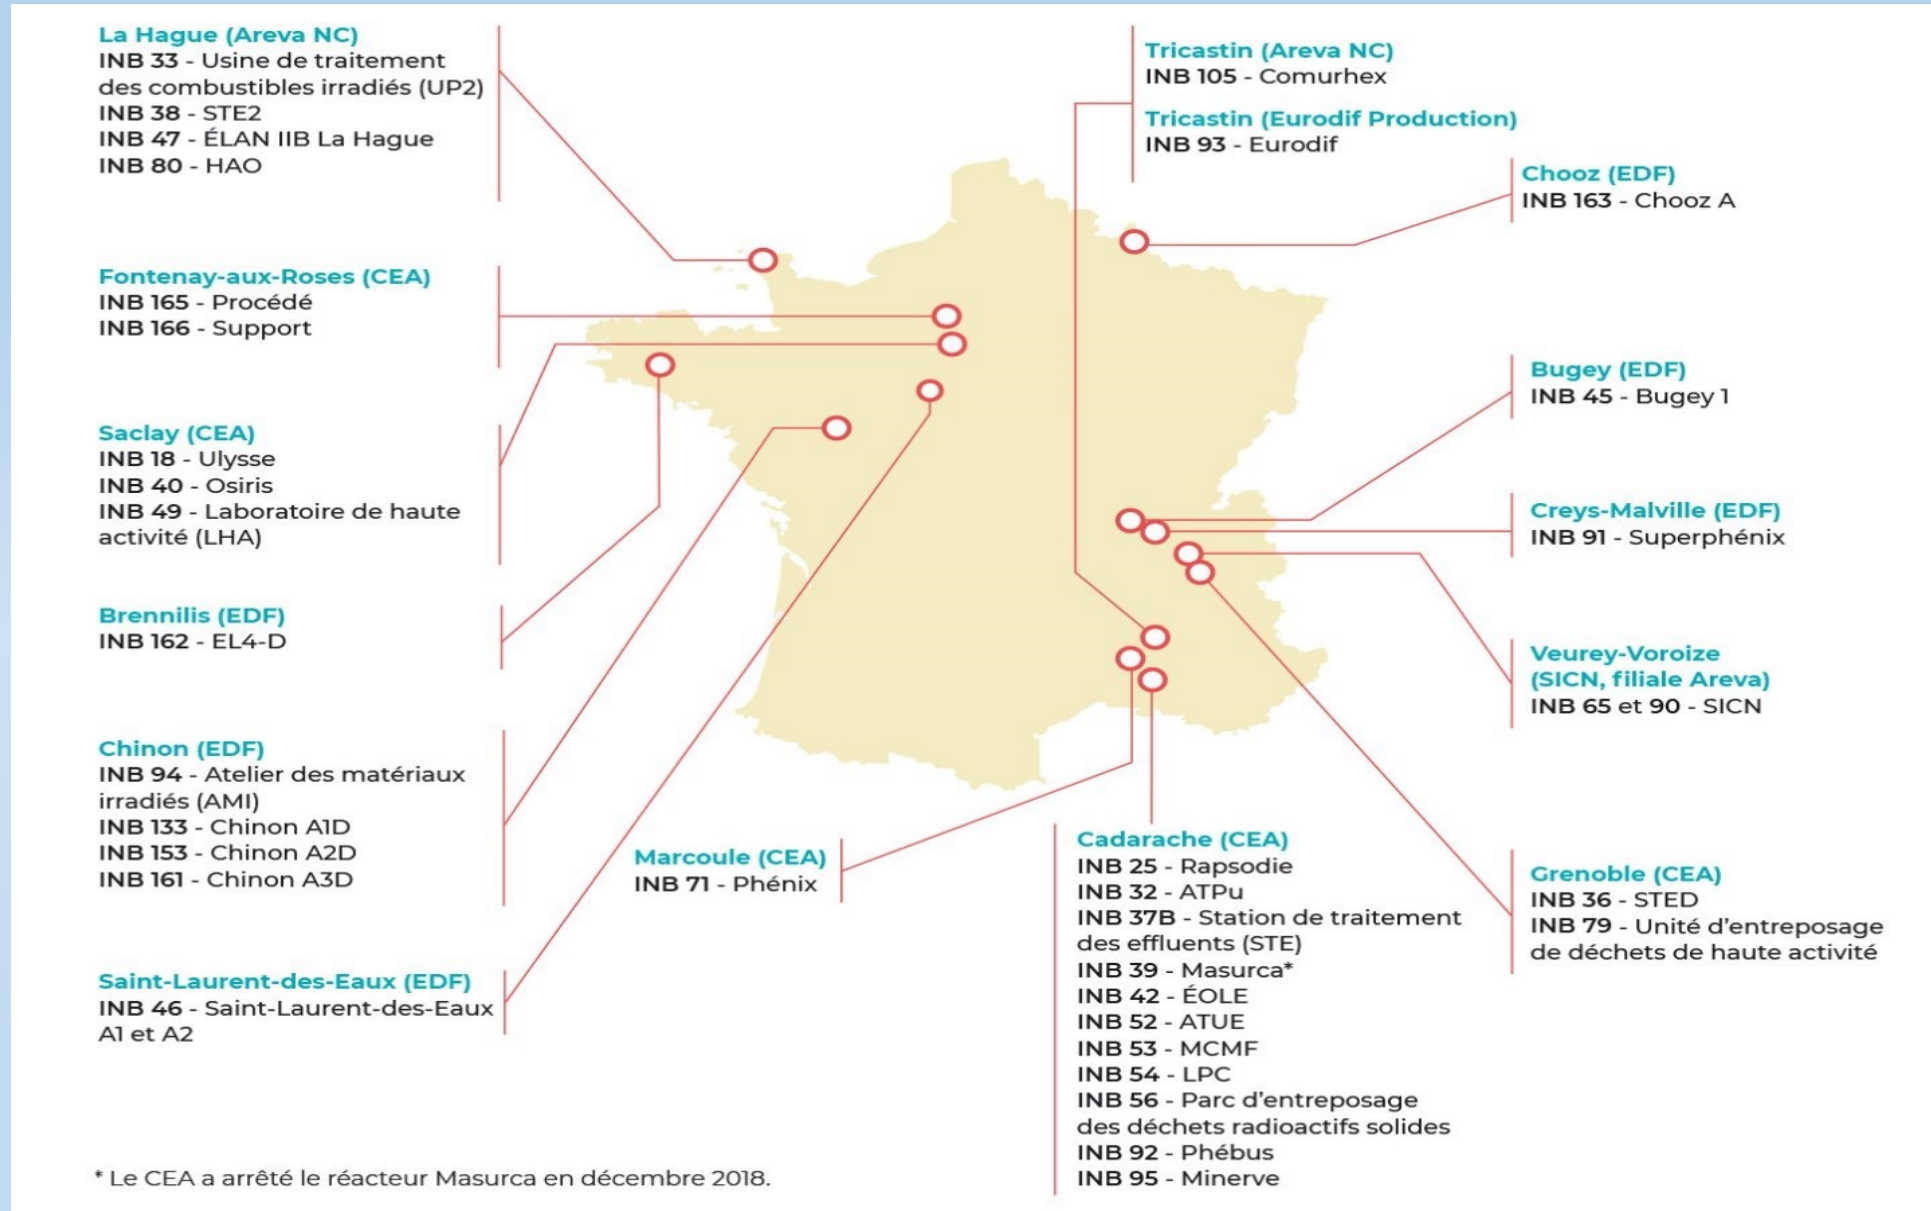 La Hague (Areva NC)
INB 33 - Usine de traitement
des combustibles irradiés (UP2)
INB 38 - STE2
INB 47 - ÉLAN IIB La Hague
INB 80 - HAO
Fontenay-aux-Roses (CEA)
INB 165 - Procédé
INB 166 - Support
Saclay (CEA)
INB 18 - Ulysse
INB 40 - Osiris
INB 49 - Laboratoire de haute
activité (LHA)
Brennilis (EDF)
INB 162 - EL4-D
Chinon (EDF)
INB 94 - Atelier des matériaux
irradiés (AMI)
INB 133 - Chinon A1D
INB 153 - Chinon A2D
INB 161 - Chinon A3D
Saint-Laurent-des-Eaux (EDF)
INB 46 - Saint-Laurent-des-Eaux
A1 et A2
Marcoule (CEA)
INB 71 - Phénix
Tricastin (Areva NC)
INB 105 - Comurhex
Tricastin (Eurodif Production)
INB 93 - Eurodif
Chooz (EDF)
INB 163 - Chooz A
Bugey (EDF)
INB 45 - Bugey 1
Creys-Malville (EDF)
INB 91 - Superphénix
Veurey-Voroize
(SICN, filiale Areva)
INB 65 et 90 - SICN
Grenoble (CEA)
INB 36 - STED
INB 79 - Unité d'entreposage
de déchets de haute activité
Cadarache (CEA)
INB 25 - Rapsodie
INB 32 - ATPu
INB 37B - Station de traitement
des effluents (STE)
INB 39 - Masurca*
INB 42 - ÉOLE
INB 52 - ATUE
INB 53 - MCMF
INB 54 - LPC
INB 56 - Parc d'entreposage
des déchets radioactifs solides
INB 92 - Phébus
INB 95 - Minerve
* Le CEA a arrêté le réacteur Masurca en décembre 2018.